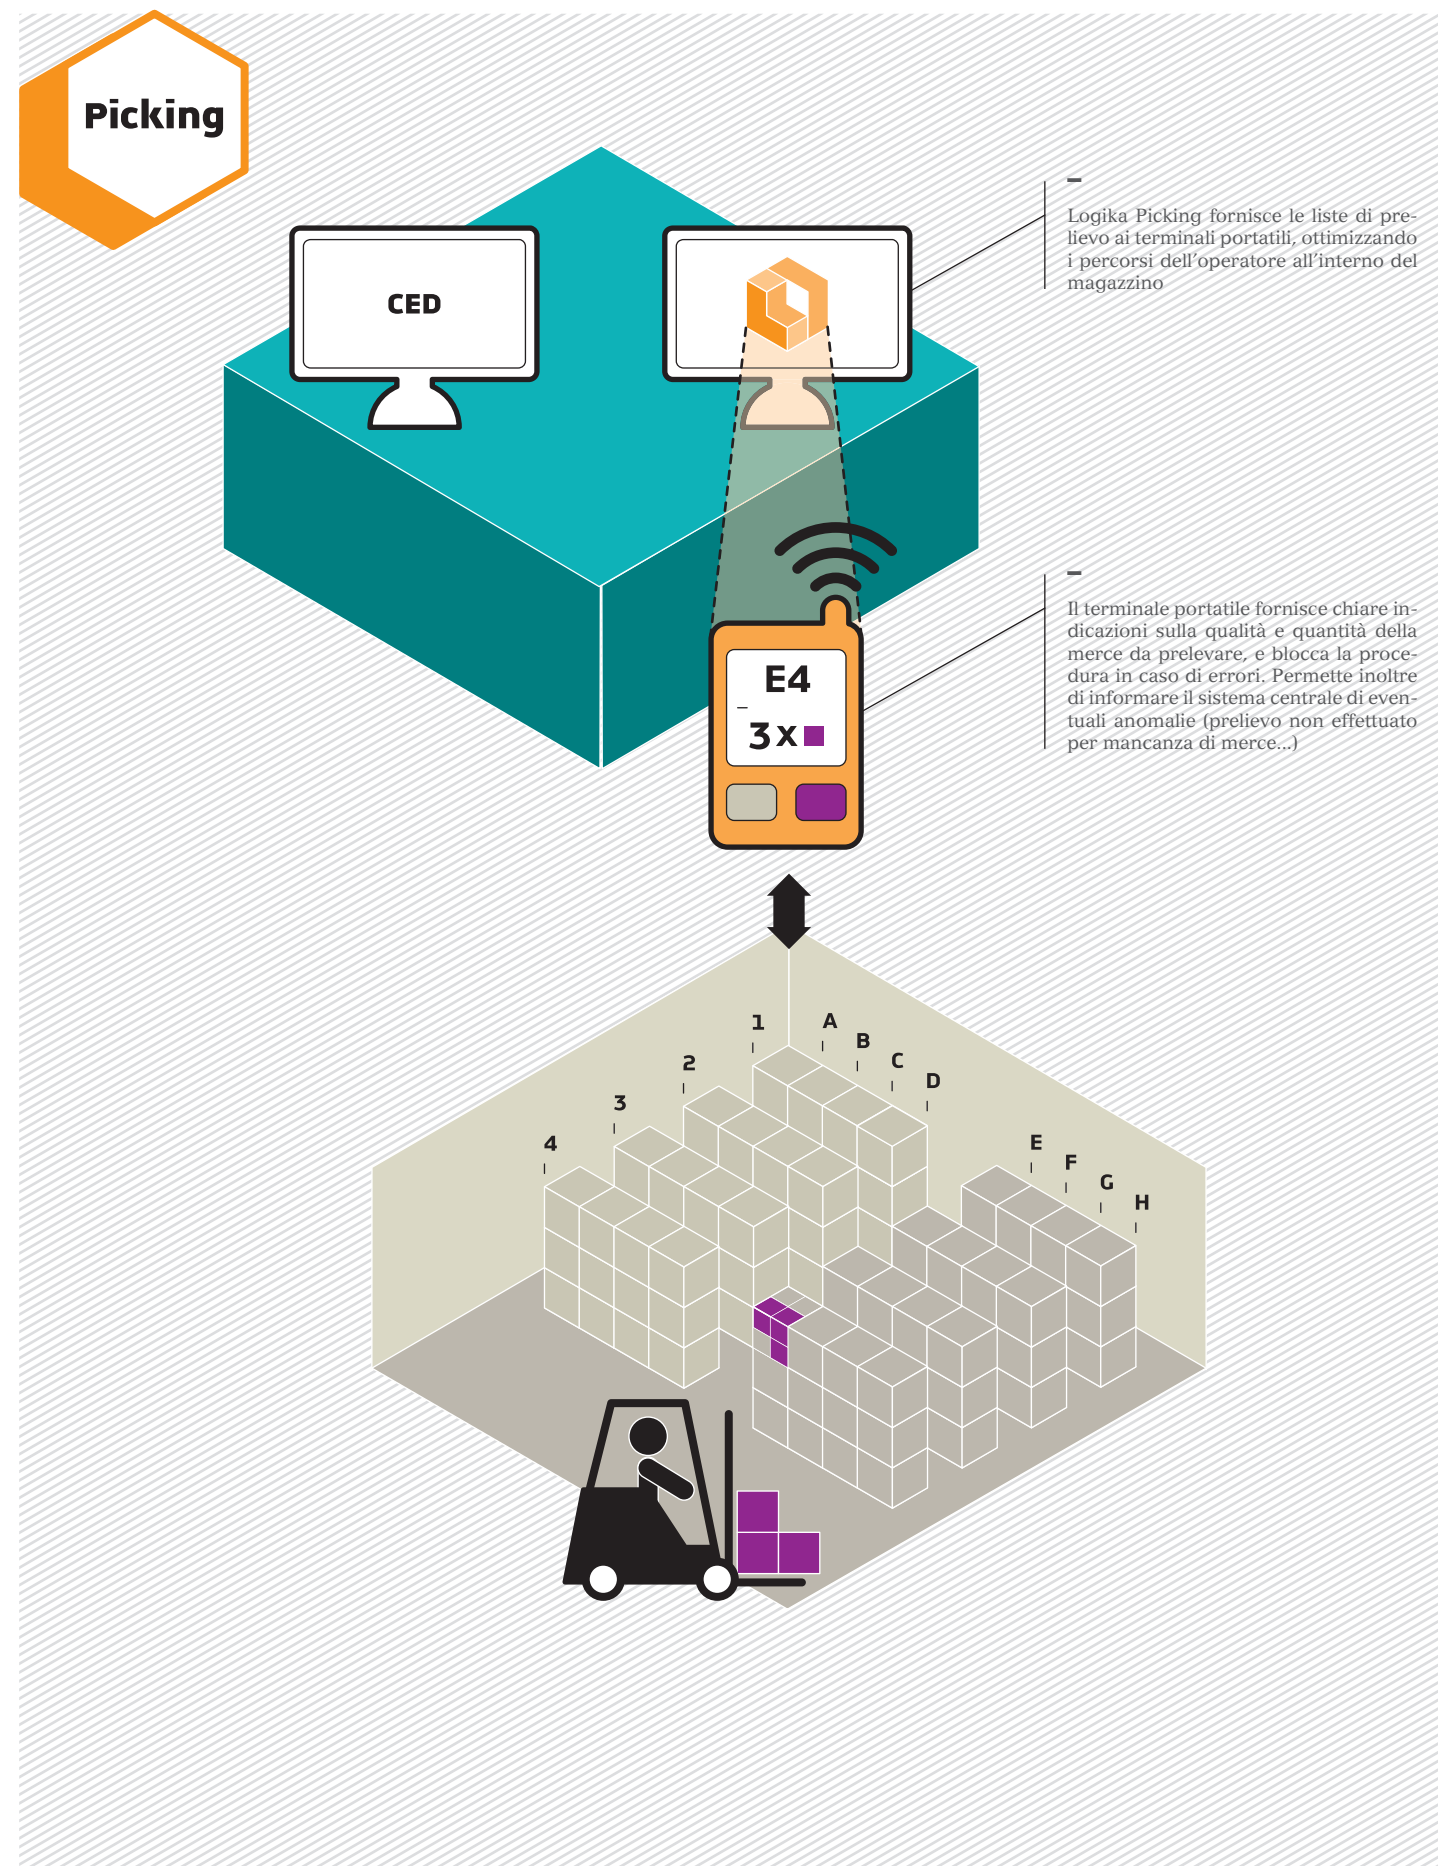 Picking
CED
Logika Picking fornisce le liste di pre-
lievo ai terminali portatili, ottimizzando
i percorsi dell'operatore all'interno del
magazzino
Il terminale portatile fornisce chiare in-
dicazioni sulla qualità e quantità della
merce da prelevare, e blocca la proce-
dura in caso di errori. Permette inoltre
di informare il sistema centrale di even-
tuali anomalie (prelievo non effettuato
per mancanza di merce...)
E4
3x
1
2
3
4
A
B
C
D
E
F
G
H